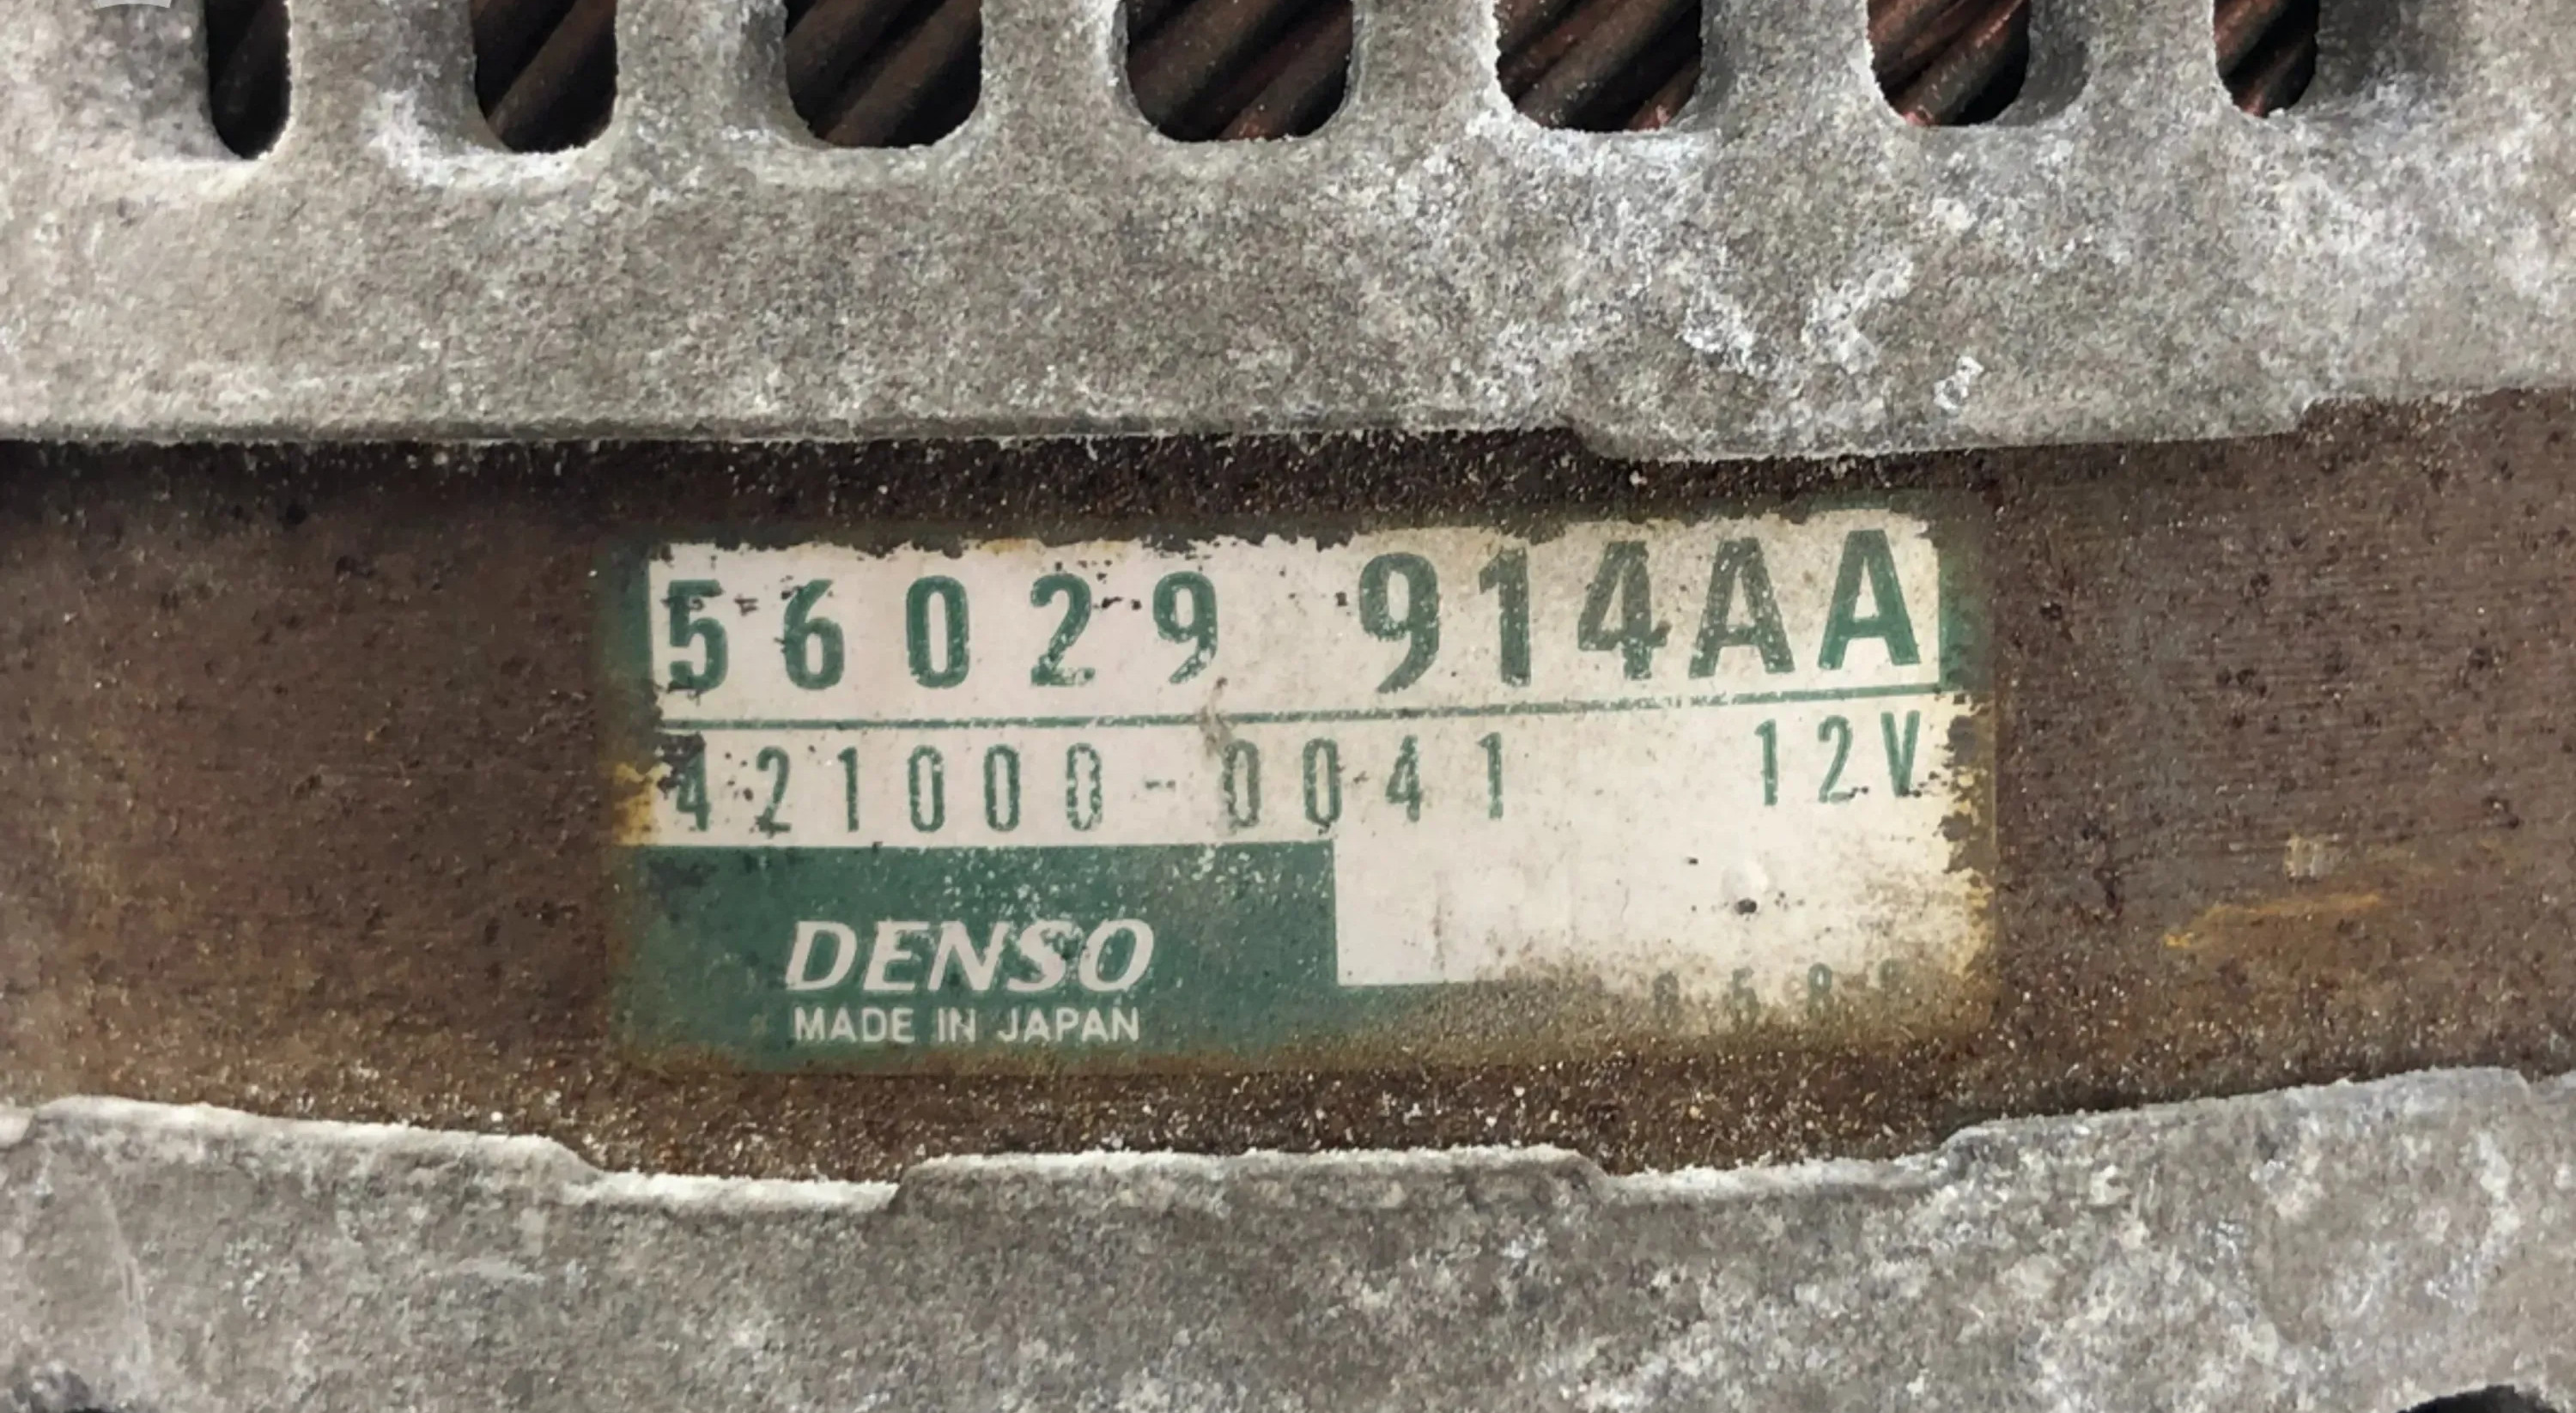 56029 914AA
421000-0041 12V
DENSO
MADE IN JAPAN